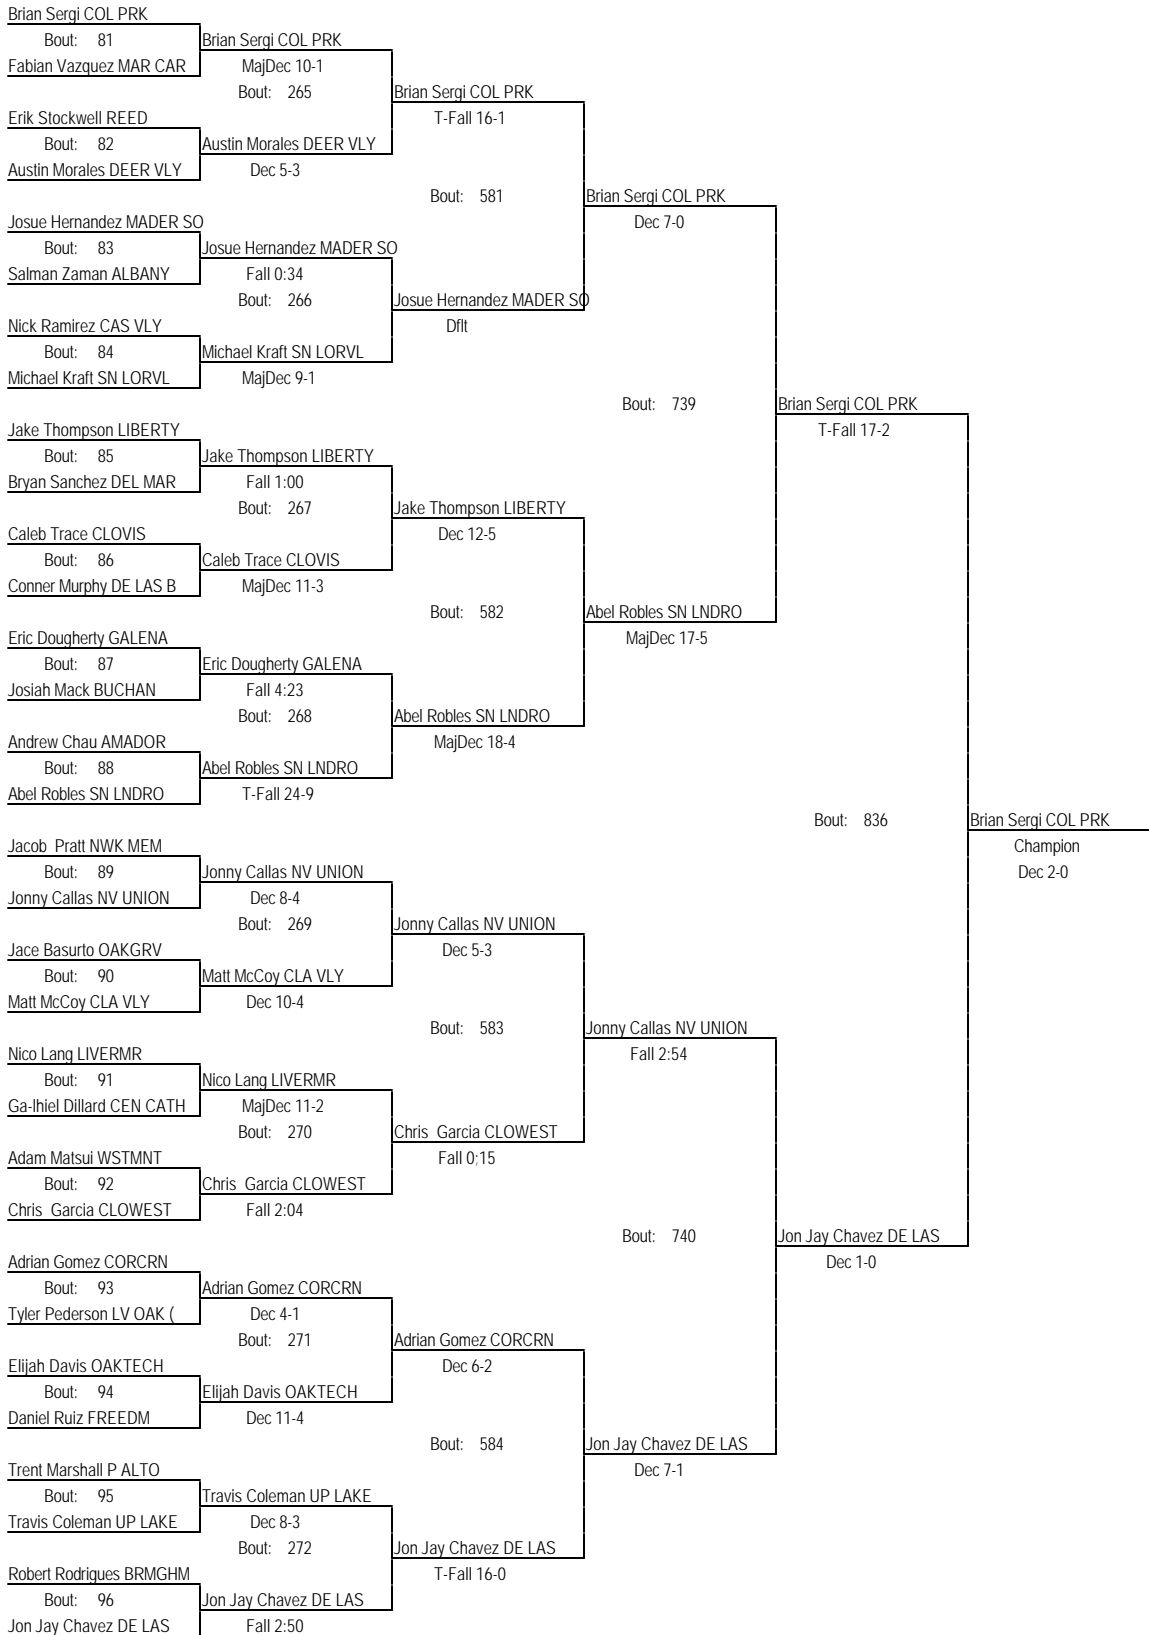 Brian Sergi COL PRK
Bout: 81 Brian Sergi COL PRK
Fabian Vazquez MAR CAR MajDec 10-1
Bout: 265 Brian Sergi COL PRK
Erik Stockwell REED T-Fall 16-1
Bout: 82 Austin Morales DEER VLY
Austin Morales DEER VLY Dec 5-3
Bout: 581 Brian Sergi COL PRK
Josue Hernandez MADER SO Dec 7-0
Bout: 83 Josue Hernandez MADER SO
Salman Zaman ALBANY Fall 0:34
Bout: 266 Josue Hernandez MADER SO
Nick Ramirez CAS VLY Dflt
Bout: 84 Michael Kraft SN LORVL
Michael Kraft SN LORVL MajDec 9-1
Bout: 739 Brian Sergi COL PRK
Jake Thompson LIBERTY T-Fall 17-2
Bout: 85 Jake Thompson LIBERTY
Bryan Sanchez DEL MAR Fall 1:00
Bout: 267 Jake Thompson LIBERTY
Caleb Trace CLOVIS Dec 12-5
Bout: 86 Caleb Trace CLOVIS
Conner Murphy DE LAS B MajDec 11-3
Bout: 582 Abel Robles SN LNDRO
Eric Dougherty GALENA MajDec 17-5
Bout: 87 Eric Dougherty GALENA
Josiah Mack BUCHAN Fall 4:23
Bout: 268 Abel Robles SN LNDRO
Andrew Chau AMADOR MajDec 18-4
Bout: 88 Abel Robles SN LNDRO
Abel Robles SN LNDRO T-Fall 24-9
Bout: 836 Brian Sergi COL PRK
Jacob Pratt NWK MEM Champion
Bout: 89 Jonny Callas NV UNION Dec 2-0
Jonny Callas NV UNION Dec 8-4
Bout: 269 Jonny Callas NV UNION
Jace Basurto OAKGRV Dec 5-3
Bout: 90 Matt McCoy CLA VLY
Matt McCoy CLA VLY Dec 10-4
Bout: 583 Jonny Callas NV UNION
Nico Lang LIVERMR Fall 2:54
Bout: 91 Nico Lang LIVERMR
Ga-lhiel Dillard CEN CATH MajDec 11-2
Bout: 270 Chris Garcia CLOWEST
Adam Matsui WSTMNT Fall 0;15
Bout: 92 Chris Garcia CLOWEST
Chris Garcia CLOWEST Fall 2:04
Bout: 740 Jon Jay Chavez DE LAS
Adrian Gomez CORCRN Dec 1-0
Bout: 93 Adrian Gomez CORCRN
Tyler Pederson LV OAK ( Dec 4-1
Bout: 271 Adrian Gomez CORCRN
Elijah Davis OAKTECH Dec 6-2
Bout: 94 Elijah Davis OAKTECH
Daniel Ruiz FREEDM Dec 11-4
Bout: 584 Jon Jay Chavez DE LAS
Trent Marshall P ALTO Dec 7-1
Bout: 95 Travis Coleman UP LAKE
Travis Coleman UP LAKE Dec 8-3
Bout: 272 Jon Jay Chavez DE LAS
Robert Rodrigues BRMGHM T-Fall 16-0
Bout: 96 Jon Jay Chavez DE LAS
Jon Jay Chavez DE LAS Fall 2:50